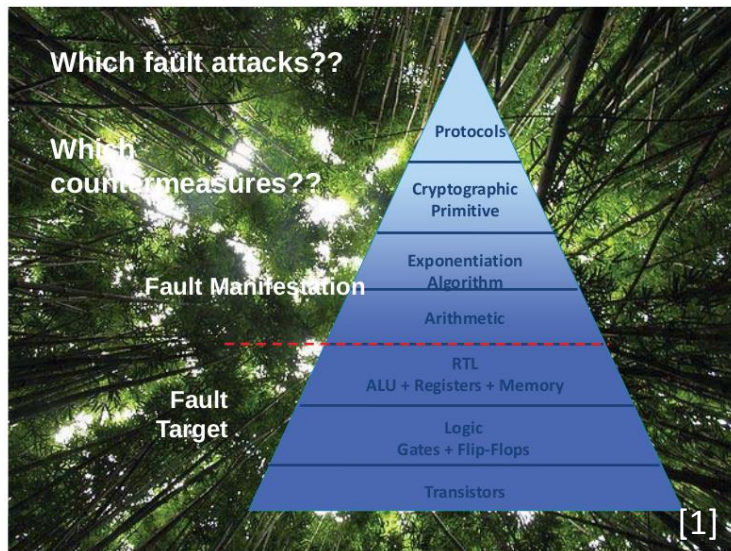 Which fault attacks??
Which
countermeasures??
Protocols
Cryptographic
Primitive
Exponentiation
Algorithm
Fault Manifestation
Arithmetic
RTL
ALU + Registers + Memory
Fault
Target
Logic
Gates + Flip-Flops
Transistors
[1]